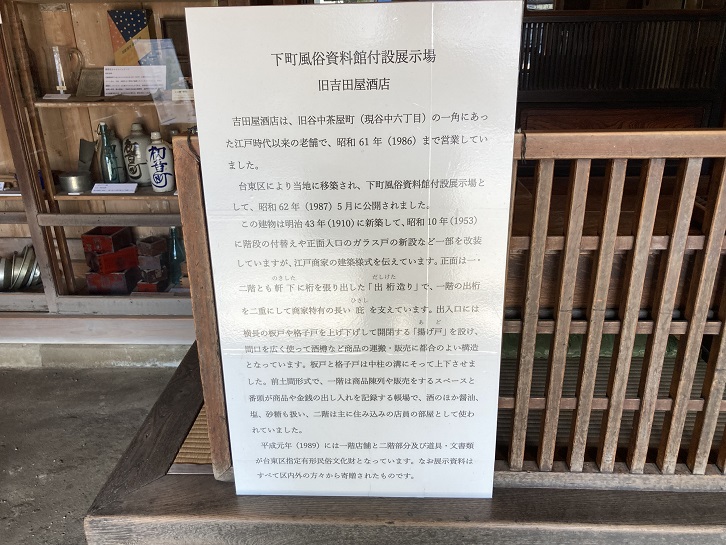 下町風俗資料館付設展示場
旧吉田屋酒店
吉田屋酒店は、旧谷中茶屋町（現谷中六丁目）の一角にあっ
た江戸時代以来の老舗で、昭和61年（1986）まで営業してい
ました。
台東区により当地に移築され、下町風俗資料館付設展示場と
して、昭和62年（1987）5月に公開されました。
この建物は明治43年（1910）に新築して、昭和10年（1953）
に階段の付替えや正面入口のガラス戸の新設など一部を改装
していますが、江戸商家の建築様式を伝えています。正面は一・
のきした
だしけた
二階とも軒下に桁を張り出した「出桁造り」で、一階の出桁
ひさし
を二重にして商家特有の長い庇を支えています。出入口には
あど
横長の板戸や格子戸を上げ下げして開閉する「揚げ戸」を設け、
間口を広く使って酒樽など商品の運搬・販売に都合のよい構造
となっています。板戸と格子戸は中柱の溝にそって上下させま
した。前土間形式で、一階は商品陳列や販売をするスペースと
番頭が商品や金銭の出し入れを記録する帳場で、酒のほか醤油、
塩、砂糖も扱い、二階は主に住み込みの店員の部屋として使わ
れていました。
平成元年（1989）には一階店舗と二階部分及び道具・文書類
が台東区指定有形民俗文化財となっています。なお展示資料は
すべて区内外の方々から寄贈されたものです。